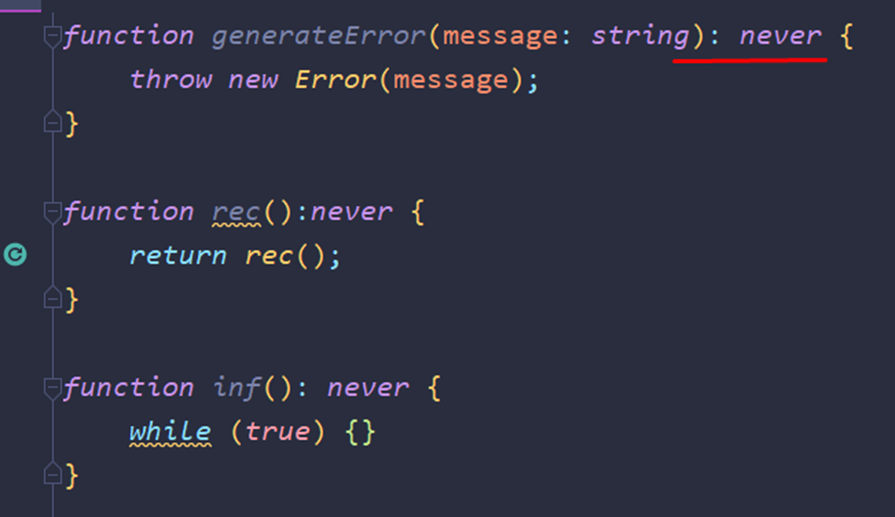 function generateError(message: string): never {
    throw new Error(message);
}
function rec():never {
    return rec();
}
function inf(): never {
    while (true) {}
}